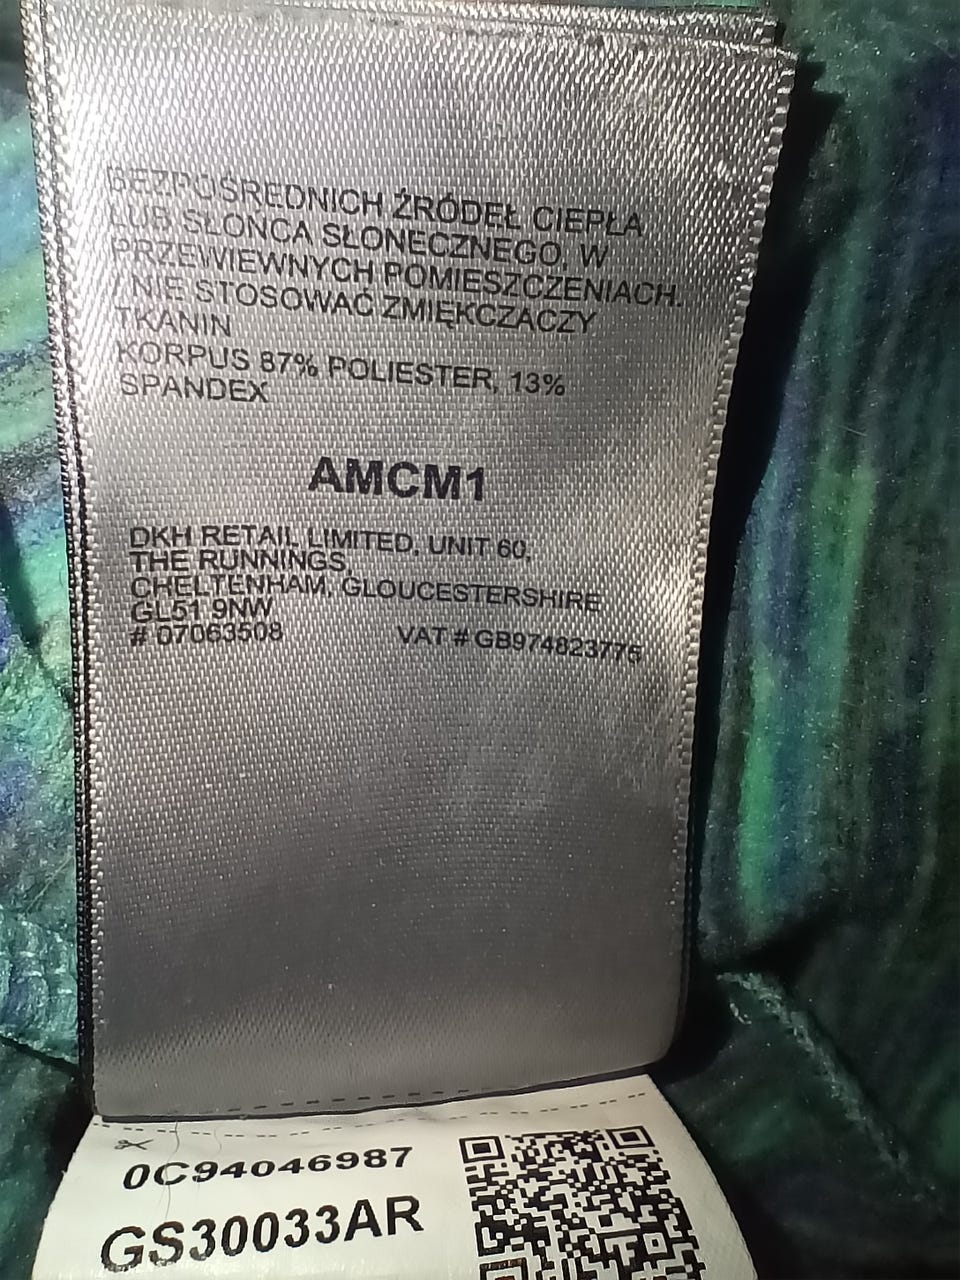 BEZPOŚREDNICH ŹRÓDEŁ CIEPŁA
LUB SŁOŃCA SŁONECZNEGO, W
PRZEWIEWNYCH POMIESZCZENIACH.
/ NIE STOSOWAĆ ZMIĘKCZACZY
TKANIN
KORPUS 87% POLIESTER, 13%
SPANDEX
AMCM1
DKH RETAIL LIMITED, UNIT 60,
THE RUNNINGS,
CHELTENHAM, GLOUCESTERSHIRE
GL51 9NW
# 07063508 VAT # GB974823776
0C94046987
GS30033AR